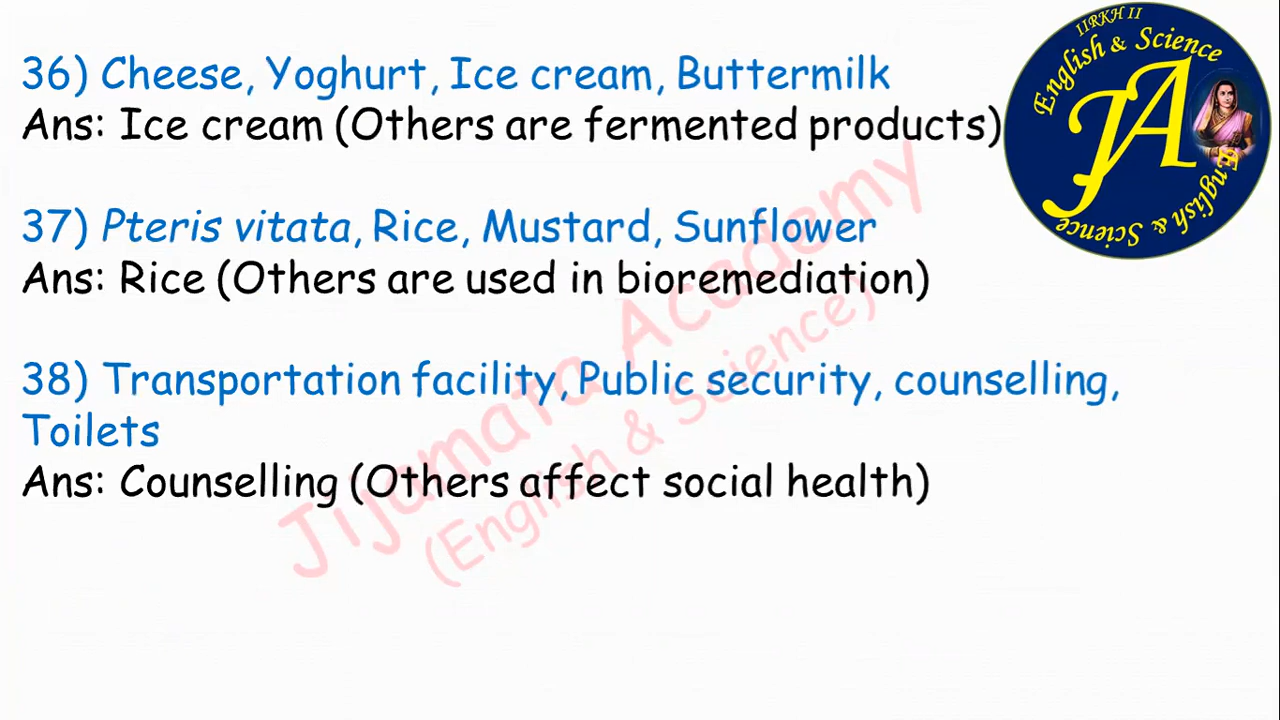 IIRKH II
English & Science
JA
English & Science
36) Cheese, Yoghurt, Ice cream, Buttermilk
Ans: Ice cream (Others are fermented products)
37) Pteris vitata, Rice, Mustard, Sunflower
Ans: Rice (Others are used in bioremediation)
38) Transportation facility, Public security, counselling,
Toilets
Ans: Counselling (Others affect social health)
Jijamata Academy
(English & Science)